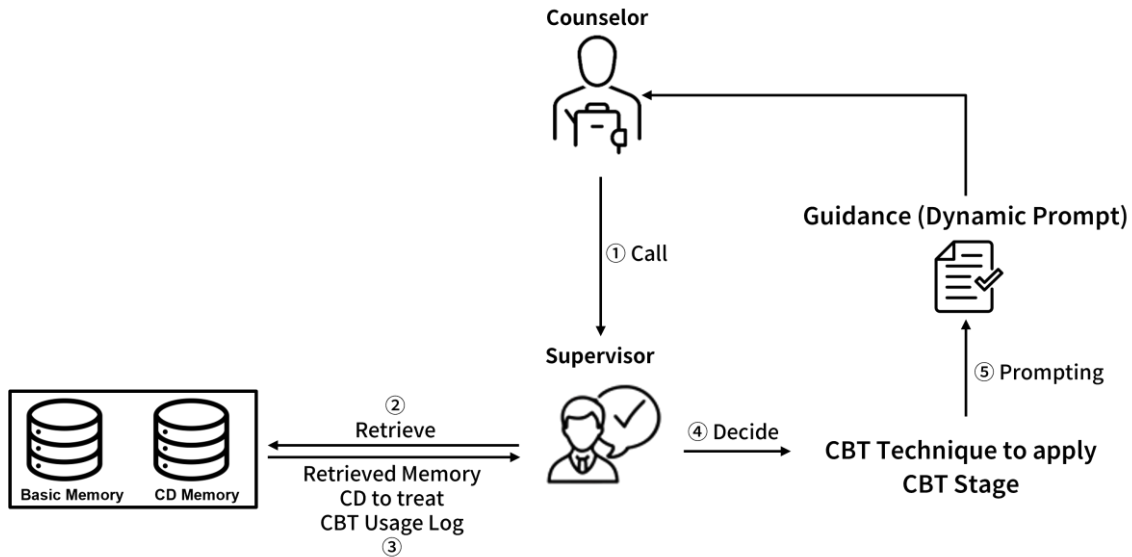 Counselor
Guidance (Dynamic Prompt)
① Call
Supervisor
⑤ Prompting
②
Retrieve
④ Decide
CBT Technique to apply
CBT Stage
Retrieved Memory
CD to treat
CBT Usage Log
③
Basic Memory
CD Memory